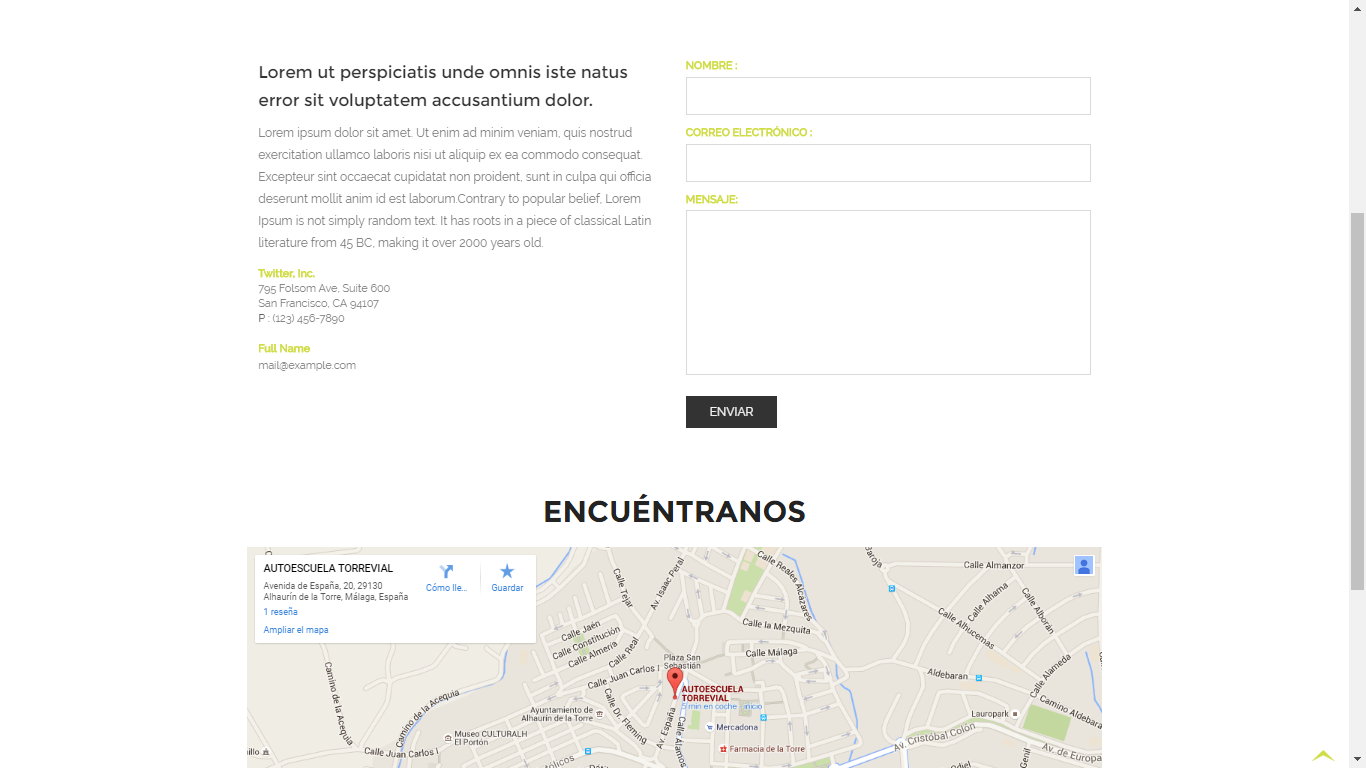 Lorem ut perspiciatis unde omnis iste natus
error sit voluptatem accusantium dolor.
Lorem ipsum dolor sit amet. Ut enim ad minim veniam, quis nostrud
exercitation ullamco laboris nisi ut aliquip ex ea commodo consequat.
Excepteur sint occaecat cupidatat non proident, sunt in culpa qui officia
deserunt mollit anim id est laborum.Contrary to popular belief, Lorem
Ipsum is not simply random text. It has roots in a piece of classical Latin
literature from 45 BC, making it over 2000 years old.
Twitter, Inc.
795 Folsom Ave, Suite 600
San Francisco, CA 94107
P : (123) 456-7890
Full Name
mail@example.com
NOMBRE :
CORREO ELECTRÓNICO :
MENSAJE:
ENVIAR
ENCUÉNTRANOS
AUTOESCUELA TORREVIAL
Avenida de España, 20, 29130
Alhaurín de la Torre, Málaga, España
1 reseña
Ampliar el mapa
Cómo lle...
Guardar
Calle Tejar
Av. Isaac Peral
Calle Reales Alcazares
Baroja
Calle Almanzor
Calle Alhama
Calle Alborán
Calle Alhucemas
Calle la Mezquita
Calle Jaén
Calle Constitución
Calle Almería
Calle Real
Calle Málaga
Plaza San
Sebastián
Calle Juan Carlos I
Camino de la Acequia
AUTOESCUELA
TORREVIAL
5 min en coche inicio
Aldebaran
Calle Alameda
Camino Aldebaran
Ayuntamiento de
Alhaurín de la Torre
Calle Dr. Fleming
Av. España
Calle Álamos
Mercadona
Lauropark
Camino de la Acequia
Museo CULTURALH
El Portón
Farmacia de la Torre
Av. Cristóbal Colón
Av. de Europa
Calle Juan Carlos I